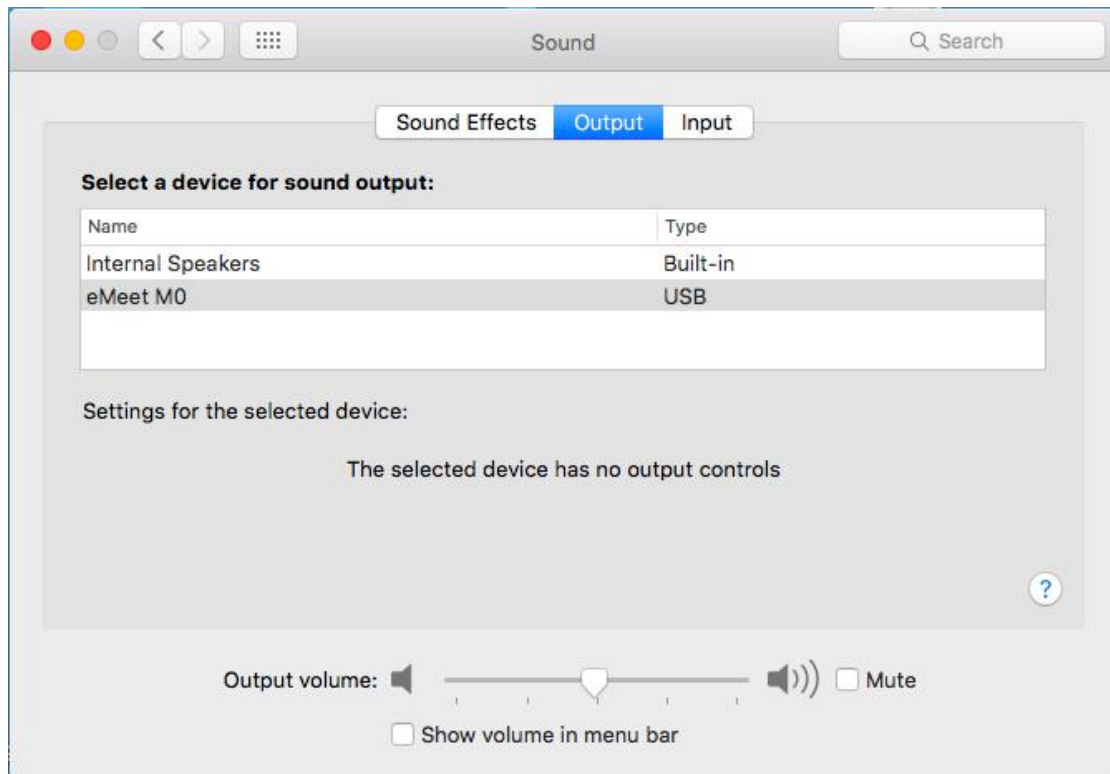 Sound
Search
Sound Effects Output Input
Select a device for sound output:
Name Type
Internal Speakers Built-in
eMeet M0 USB
Settings for the selected device:
The selected device has no output controls
?
Output volume: Mute
Show volume in menu bar